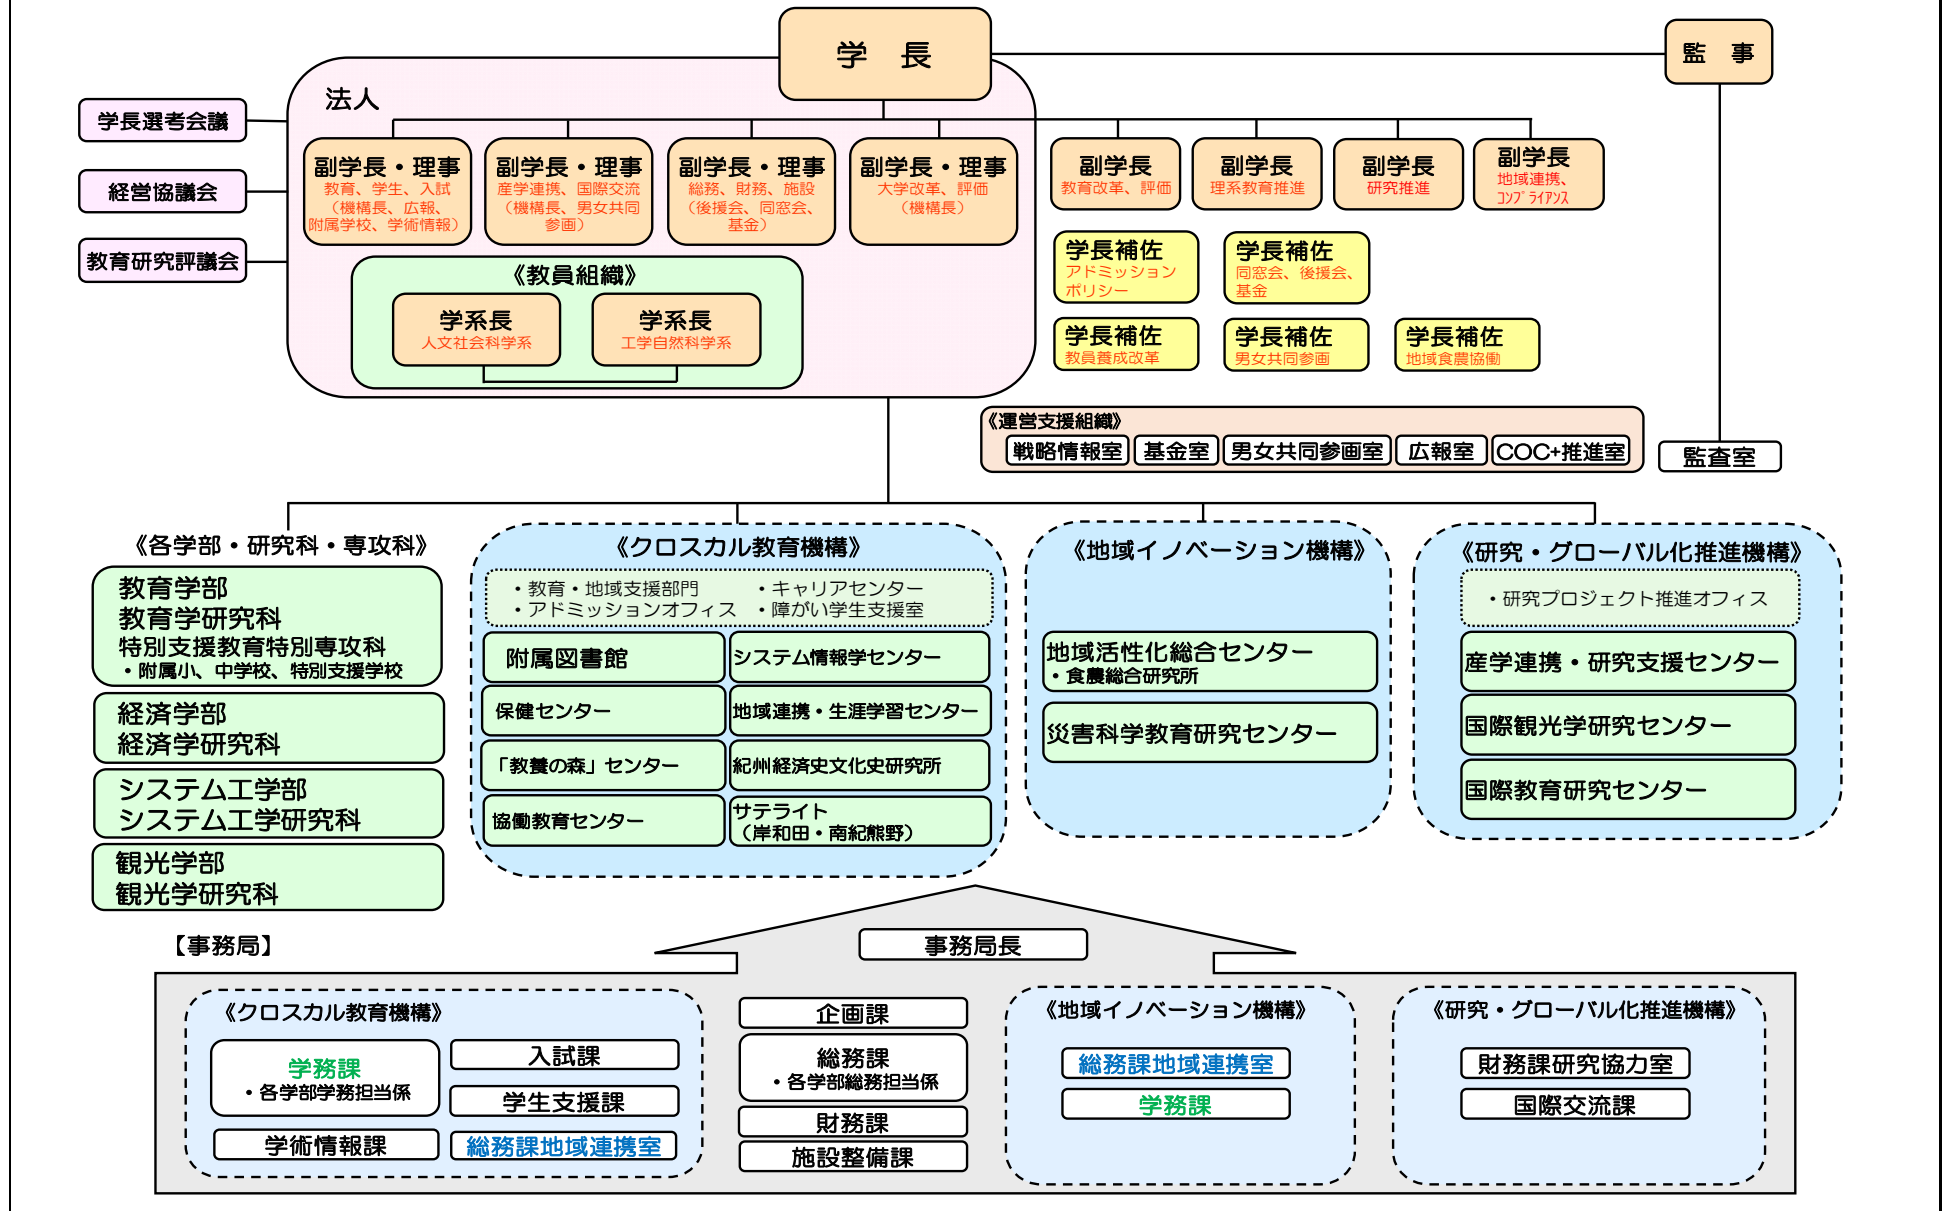 学　長
監　事
法人
学長選考会議
経営協議会
教育研究評議会
副学長・理事
教育、学生、入試
（機構長、広報、
附属学校、学術情報）
副学長・理事
産学連携、国際交流
（機構長、男女共同
参画）
副学長・理事
総務、財務、施設
（後援会、同窓会、
基金）
副学長・理事
大学改革、評価
（機構長）
副学長
教育改革、評価
副学長
理系教育推進
副学長
研究推進
副学長
地域連携、
ｺﾝﾌﾟﾗｲｱﾝｽ
《教員組織》
学系長
人文社会科学系
学系長
工学自然科学系
学長補佐
アドミッション
ポリシー
学長補佐
同窓会、後援会、
基金
学長補佐
教員養成改革
学長補佐
男女共同参画
学長補佐
地域食農協働
《運営支援組織》
戦略情報室
基金室
男女共同参画室
広報室
COC+推進室
監査室
《各学部・研究科・専攻科》
教育学部
教育学研究科
特別支援教育特別専攻科
・附属小、中学校、特別支援学校
経済学部
経済学研究科
システム工学部
システム工学研究科
観光学部
観光学研究科
《クロスカル教育機構》
・教育・地域支援部門
・キャリアセンター
・アドミッションオフィス
・障がい学生支援室
附属図書館
システム情報学センター
保健センター
地域連携・生涯学習センター
「教養の森」センター
紀州経済史文化史研究所
協働教育センター
サテライト
（岸和田・南紀熊野）
《地域イノベーション機構》
地域活性化総合センター
・食農総合研究所
災害科学教育研究センター
《研究・グローバル化推進機構》
・研究プロジェクト推進オフィス
産学連携・研究支援センター
国際観光学研究センター
国際教育研究センター
【事務局】
事務局長
《クロスカル教育機構》
学務課
・各学部学務担当係
入試課
学生支援課
学術情報課
総務課地域連携室
企画課
総務課
・各学部総務担当係
財務課
施設整備課
《地域イノベーション機構》
総務課地域連携室
学務課
《研究・グローバル化推進機構》
財務課研究協力室
国際交流課